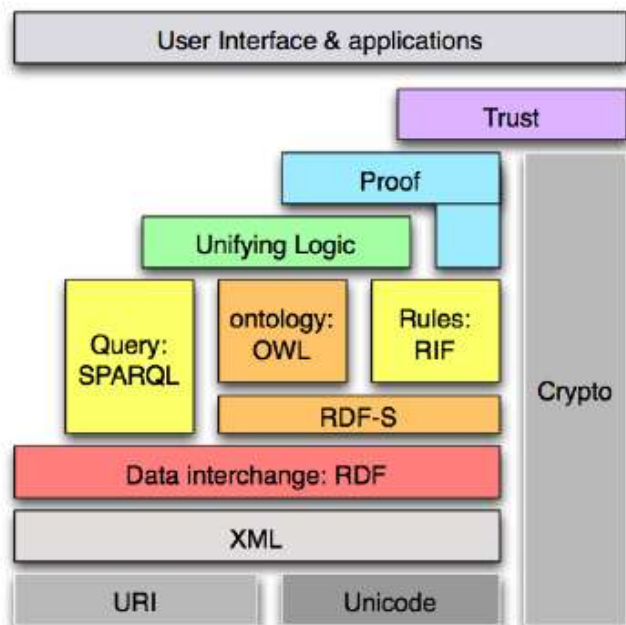 User Interface & applications
Trust
Proof
Unifying Logic
Query:
SPARQL
ontology:
OWL
Rules:
RIF
Crypto
RDF-S
Data interchange: RDF
XML
URI
Unicode